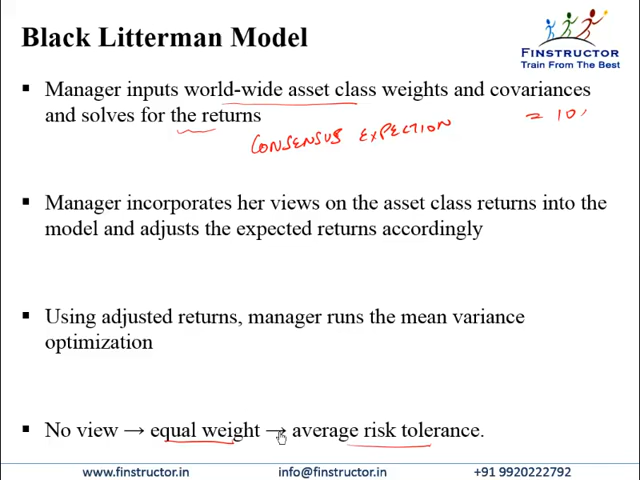 Black Litterman Model
FINSTRUCTOR
TRAIN FROM THE BEST
▪ Manager inputs world-wide asset class weights and covariances
and solves for the returns
CONSENSUS EXPECTION
= 10%
▪ Manager incorporates her views on the asset class returns into the
model and adjusts the expected returns accordingly
▪ Using adjusted returns, manager runs the mean variance
optimization
▪ No view → equal weight → average risk tolerance.
www.finstructor.in info@finstructor.in +91 9920222792